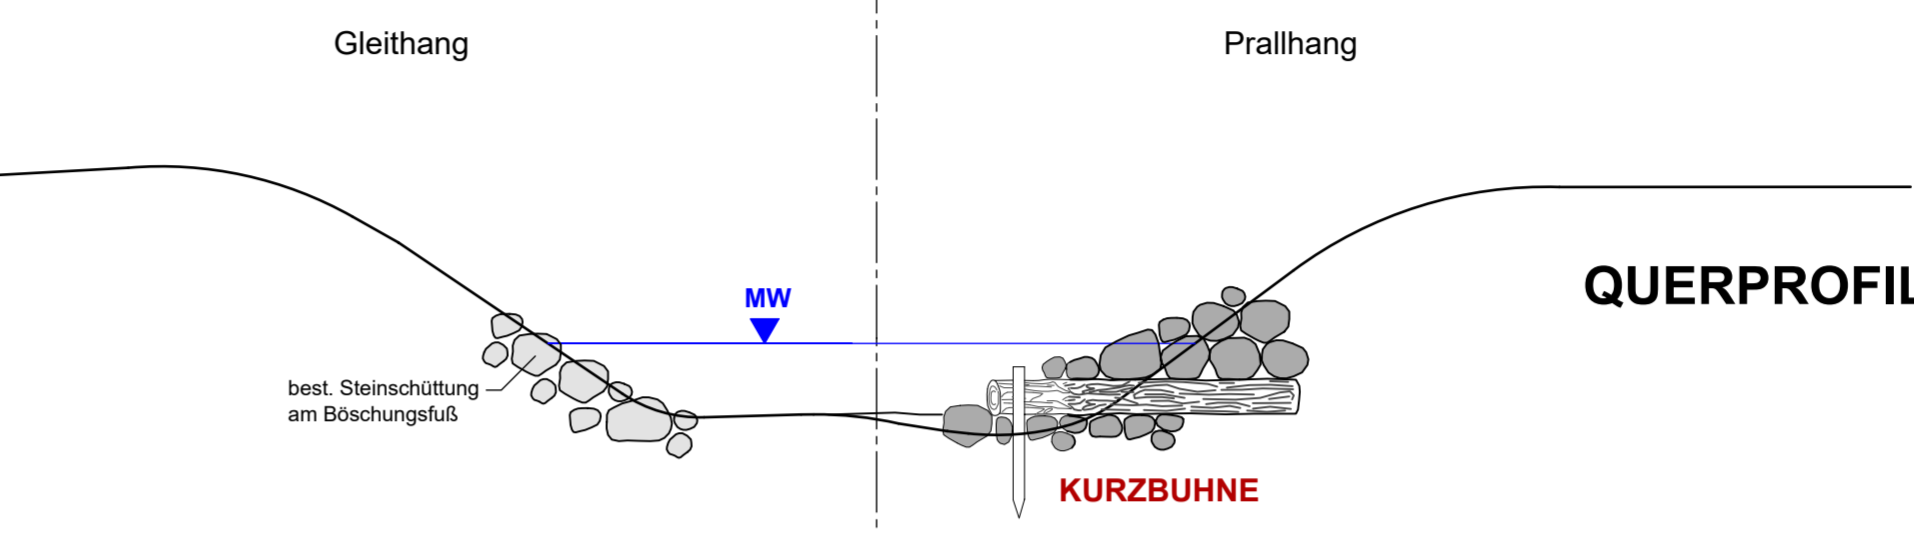 Gleithang
Prallhang
QUERPROFIL
MW
best. Steinschüttung
am Böschungsfuß
KURZBUHNE